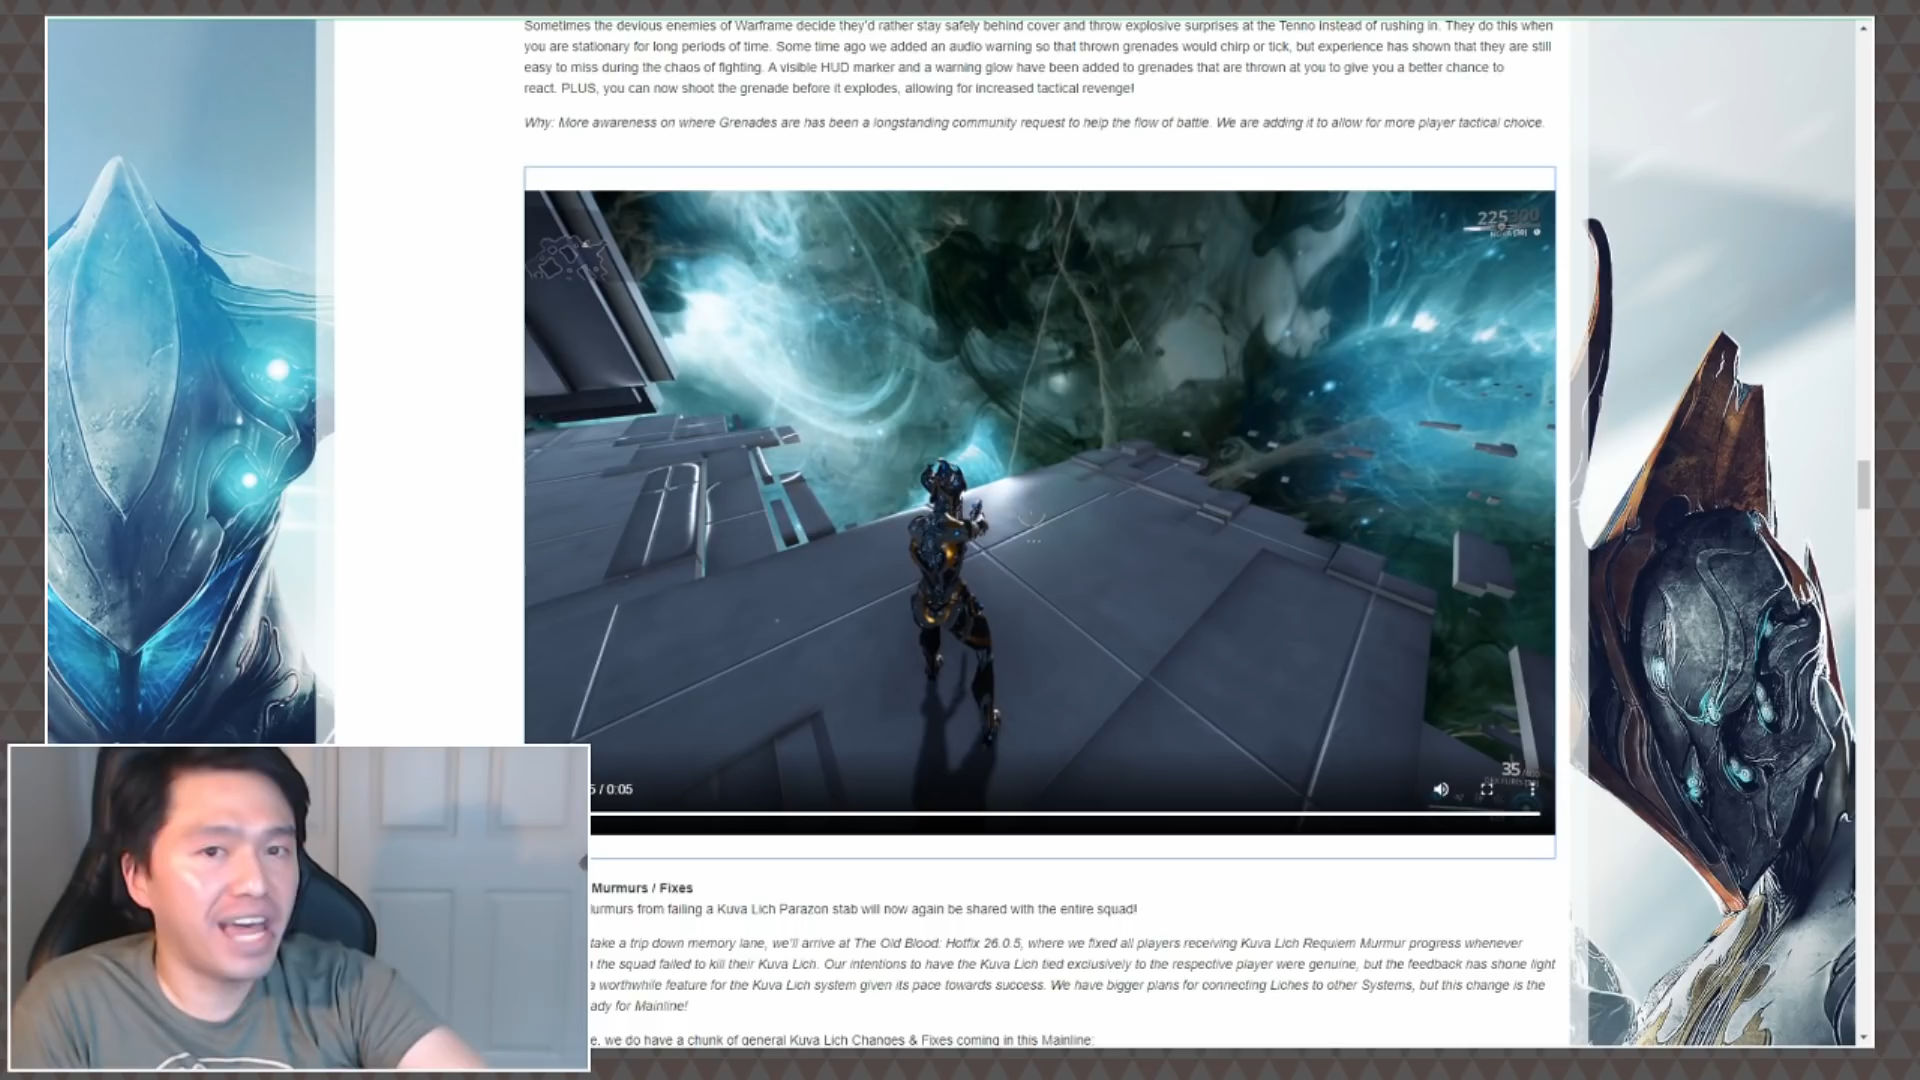 Sometimes the devious enemies of Warframe decide they'd rather stay safely behind cover and throw explosive surprises at the Tenno instead of rushing in. They do this when
you are stationary for long periods of time. Some time ago we added an audio warning so that thrown grenades would chirp or tick, but experience has shown that they are still
easy to miss during the chaos of fighting. A visible HUD marker and a warning glow have been added to grenades that are thrown at you to give you a better chance to
react. PLUS, you can now shoot the grenade before it explodes, allowing for increased tactical revenge!
Why: More awareness on where Grenades are has been a longstanding community request to help the flow of battle. We are adding it to allow for more player tactical choice.
225 300
35
5 / 0:05
Murmurs / Fixes
lurmurs from failing a Kuva Lich Parazon stab will now again be shared with the entire squad!
take a trip down memory lane, we'll arrive at The Old Blood: Hotfix 26.0.5, where we fixed all players receiving Kuva Lich Requiem Murmur progress whenever
the squad failed to kill their Kuva Lich. Our intentions to have the Kuva Lich tied exclusively to the respective player were genuine, but the feedback has shone light
a worthwhile feature for the Kuva Lich system given its pace towards success. We have bigger plans for connecting Liches to other Systems, but this change is the
ady for Mainline!
e, we do have a chunk of general Kuva Lich Changes & Fixes coming in this Mainline: